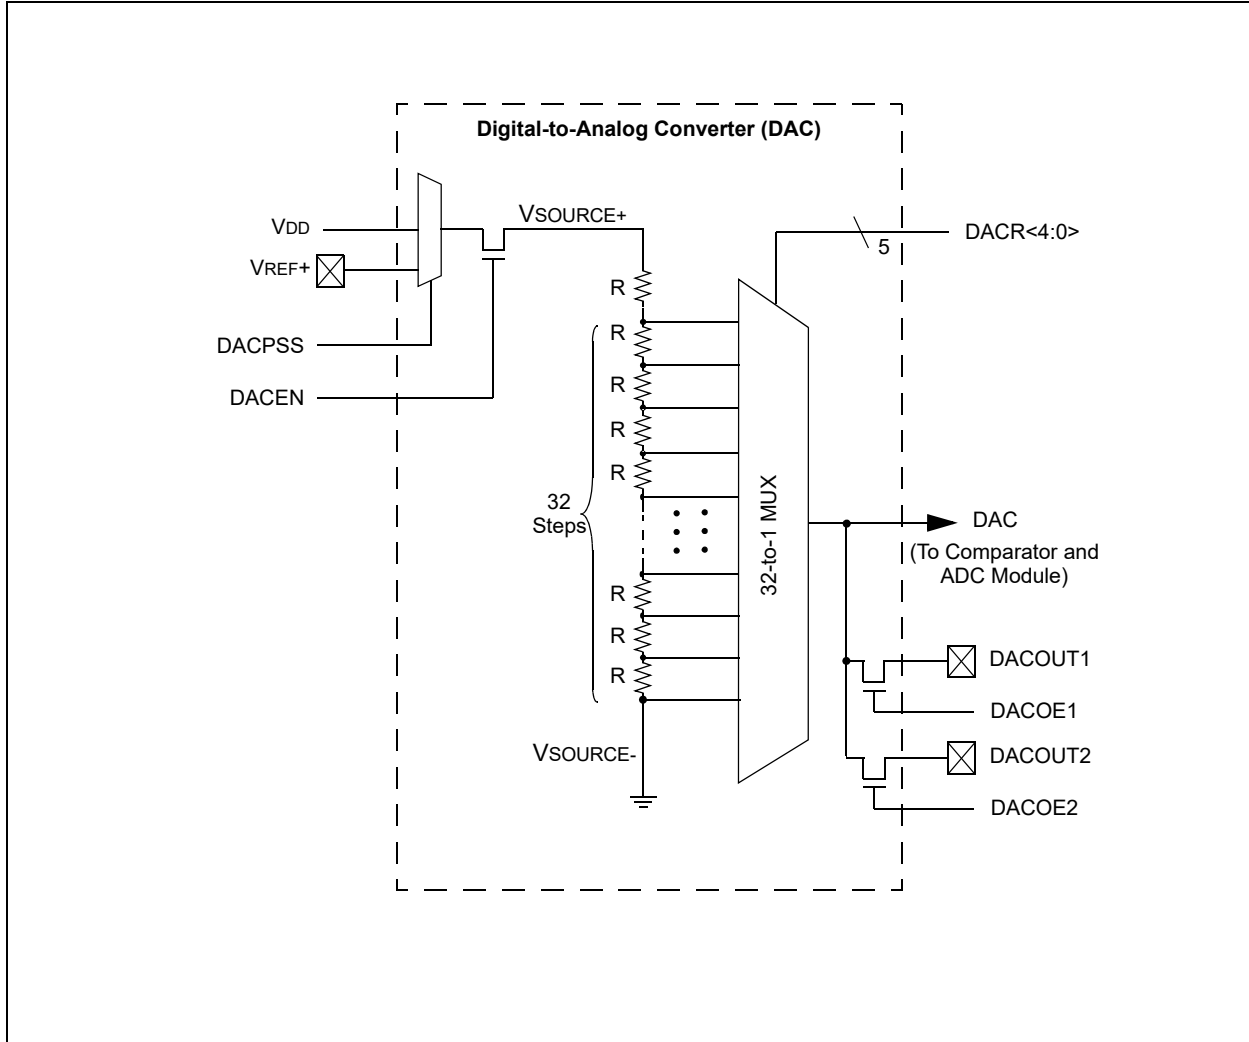 Digital-to-Analog Converter (DAC)
VDD
VSOURCE+
VREF+
5
DACR<4:0>
DACPSS
DACEN
R
R
R
R
R
32
Steps
32-to-1 MUX
DAC
(To Comparator and
ADC Module)
R
R
R
VSOURCE-
DACOUT1
DACOE1
DACOUT2
DACOE2